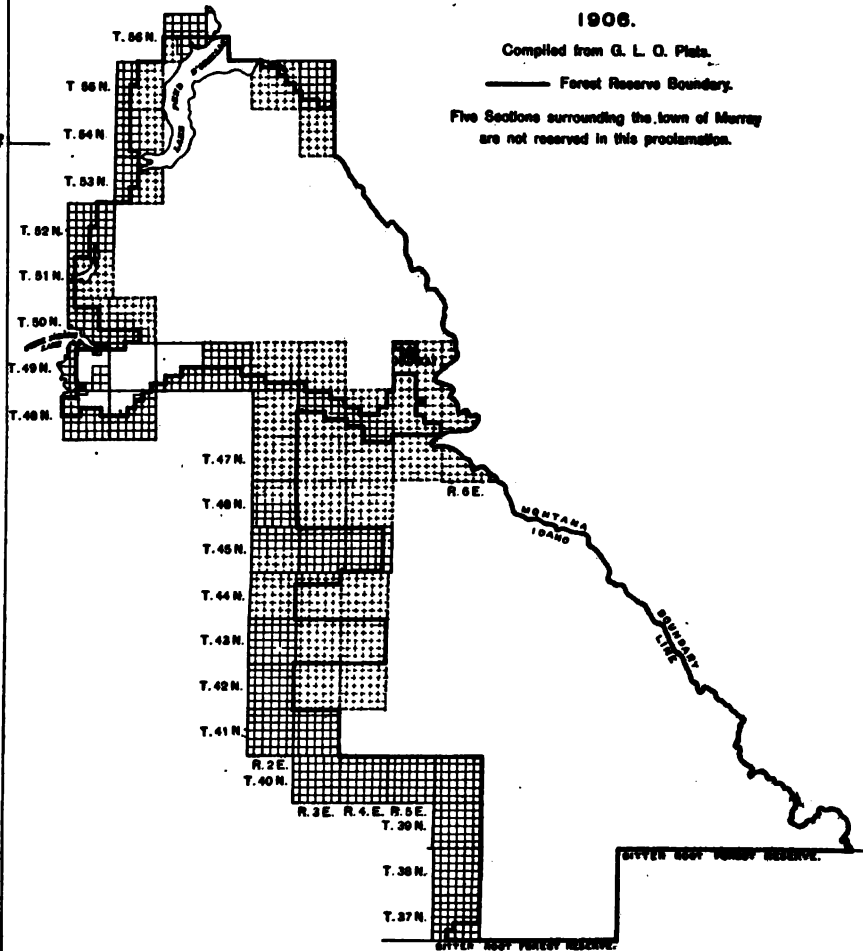 1906.
Compiled from G. L. O. Plats.
Forest Reserve Boundary.
Five Sections surrounding the town of Murray
are not reserved in this proclamation.
T. 56 N.
T 55 N.
T. 54 N.
T. 53 N.
T. 52 N.
T. 51 N.
T. 50 N.
T. 49 N.
T. 48 N.
T. 47 N.
T. 46 N.
T. 45 N.
T. 44 N.
T. 43 N.
T. 42 N.
T. 41 N.
T. 40 N.
T. 39 N.
T. 38 N.
T. 37 N.
R. 2 E.
R. 3 E. R. 4 E. R. 5 E.
R. 6 E.
LAKE
LAKE
MONTANA
IDAHO
BOUNDARY
LINE
BITTER ROOT FOREST RESERVE.
BITTER ROOT FOREST RESERVE.